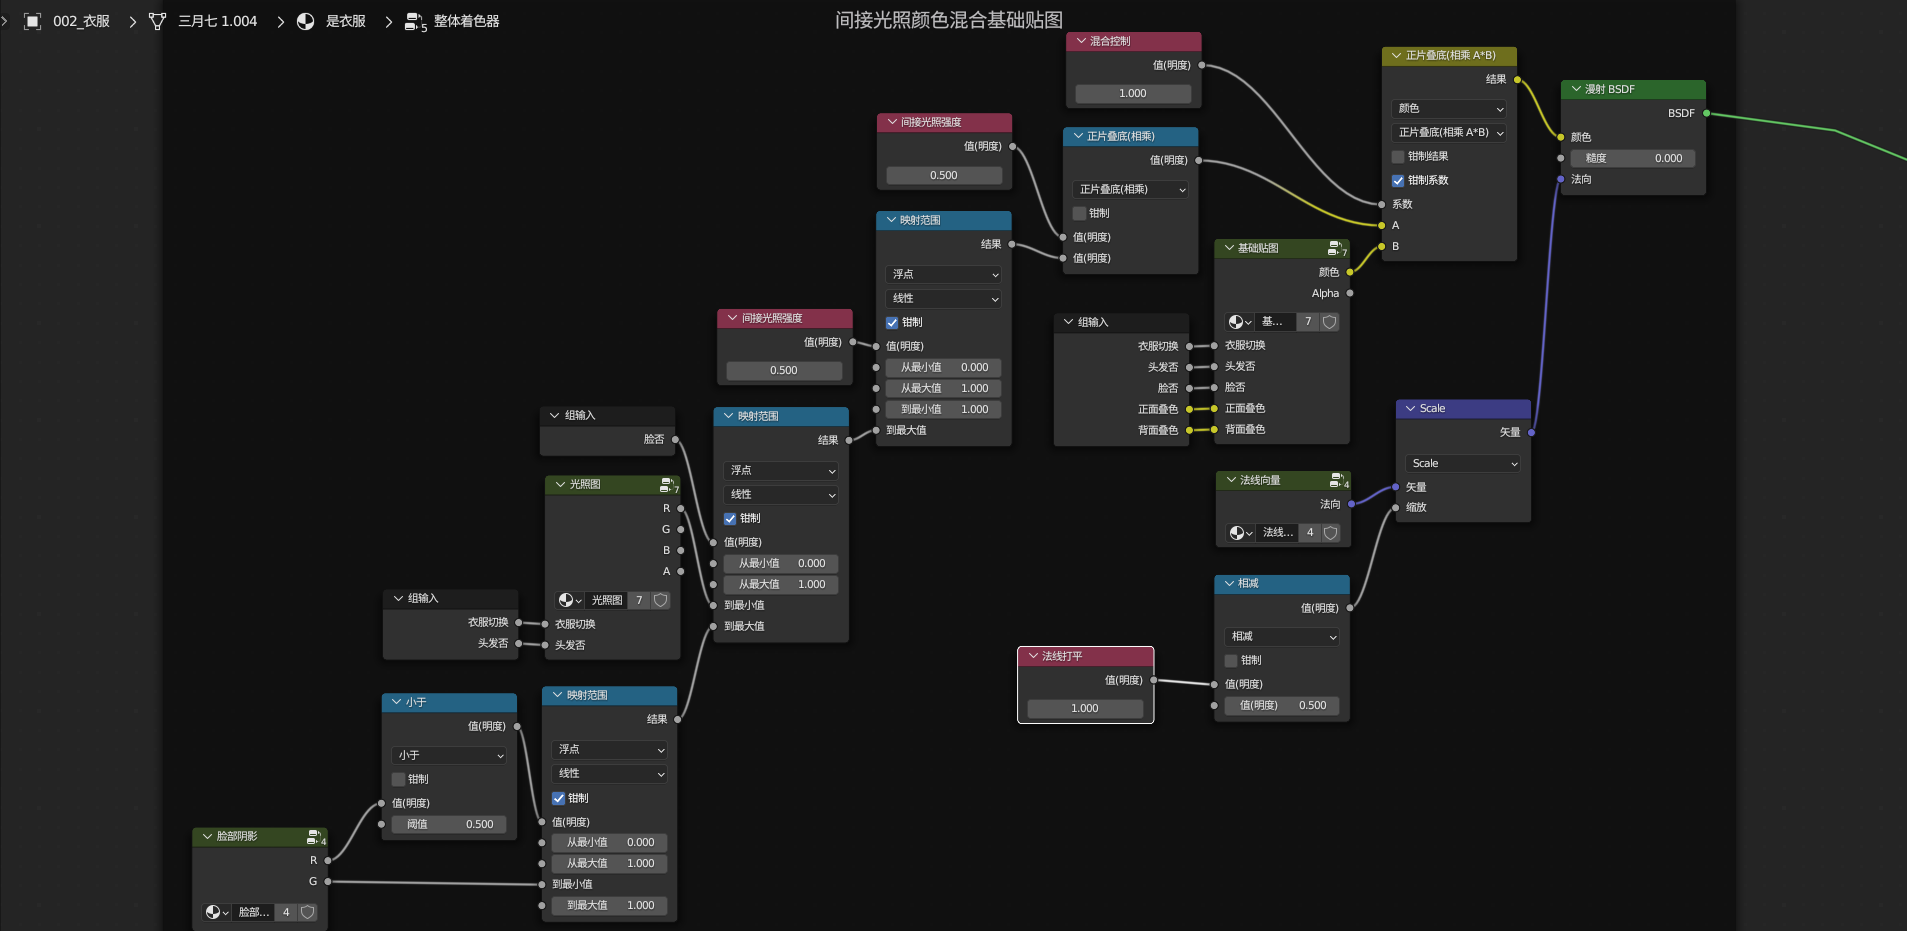 002_衣服 三月七 1.004 是衣服 5 整体着色器
间接光照颜色混合基础贴图
混合控制
值(明度)
1.000
正片叠底(相乘 A*B)
结果
颜色
正片叠底(相乘 A*B)
钳制结果
钳制系数
系数
A
B
漫射 BSDF
BSDF
颜色
糙度 0.000
法向
间接光照强度
值(明度)
0.500
正片叠底(相乘)
值(明度)
正片叠底(相乘)
钳制
值(明度)
值(明度)
映射范围
结果
浮点
线性
钳制
值(明度)
从最小值 0.000
从最大值 1.000
到最小值 1.000
到最大值
基础贴图 7
颜色
Alpha
基... 7
衣服切换
头发否
脸否
正面叠色
背面叠色
组输入
衣服切换
头发否
脸否
正面叠色
背面叠色
间接光照强度
值(明度)
0.500
组输入
脸否
映射范围
结果
浮点
线性
钳制
值(明度)
从最小值 0.000
从最大值 1.000
到最小值
到最大值
Scale
矢量
Scale
矢量
缩放
光照图 7
R
G
B
A
光照图 7
衣服切换
头发否
法线向量 4
法向
法线... 4
组输入
衣服切换
头发否
相减
值(明度)
相减
钳制
值(明度)
值(明度) 0.500
法线打平
值(明度)
1.000
小于
值(明度)
小于
钳制
值(明度)
阈值 0.500
映射范围
结果
浮点
线性
钳制
值(明度)
从最小值 0.000
从最大值 1.000
到最小值
到最大值 1.000
脸部阴影 4
R
G
脸部... 4